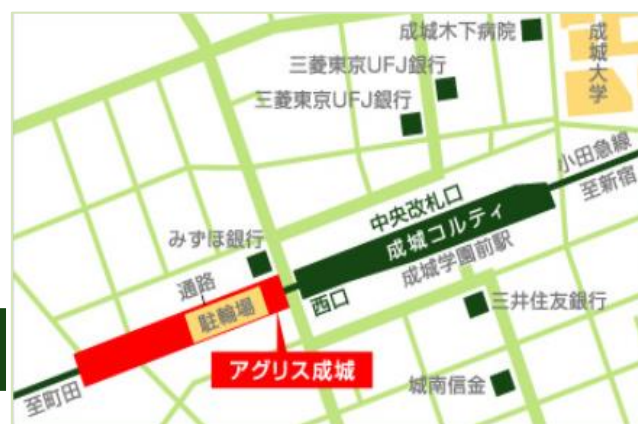 成城木下病院
成城大学
三菱東京UFJ銀行
三菱東京UFJ銀行
小田急線
至新宿
中央改札口
成城コルティ
成城学園前駅
みずほ銀行
通路
西口
駐輪場
三井住友銀行
アグリス成城
城南信金
至町田